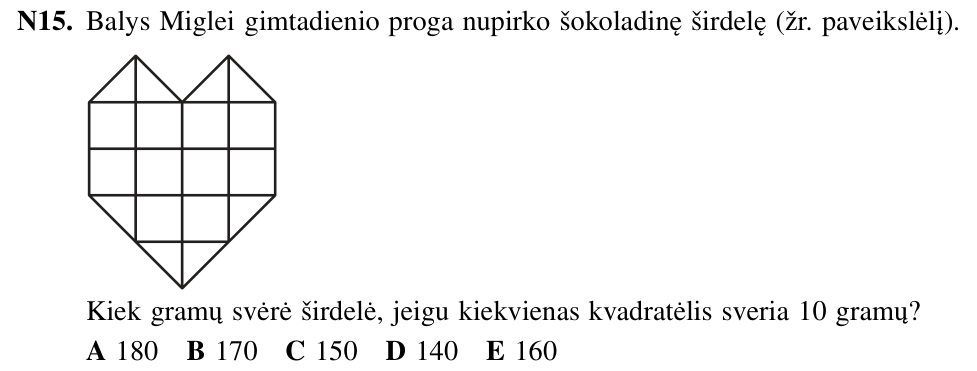 N15. Balys Miglei gimtadienio proga nupirko šokoladinę širdelę (žr. paveikslėlį).
Kiek gramų svėrė širdelė, jeigu kiekvienas kvadratėlis sveria 10 gramų?
A 180 B 170 C 150 D 140 E 160